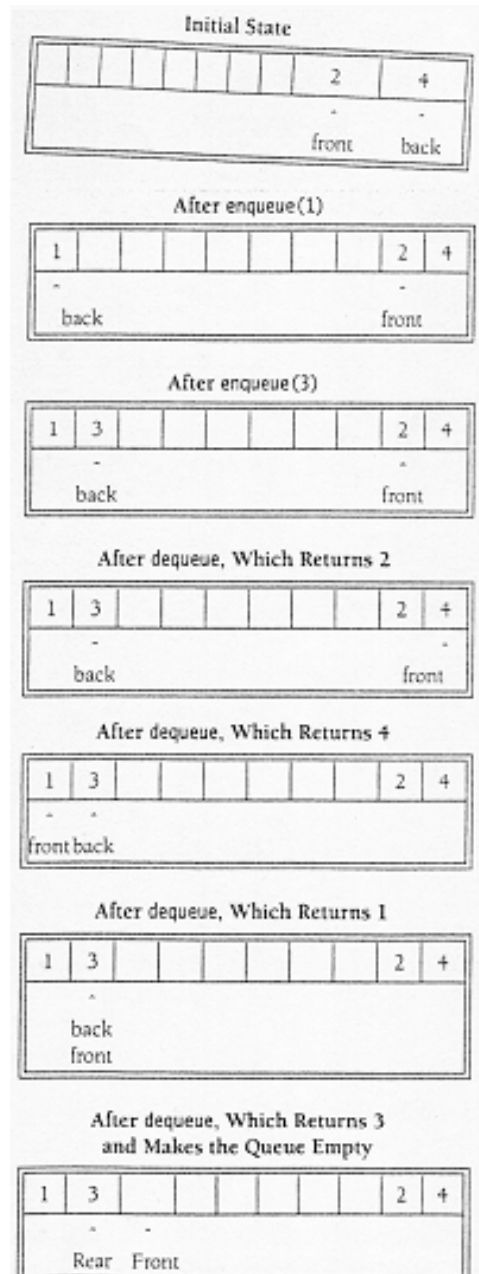 Initial State
2 4
front back
After enqueue(1)
1 2 4
back front
After enqueue(3)
1 3 2 4
back front
After dequeue, Which Returns 2
1 3 2 4
back front
After dequeue, Which Returns 4
1 3 2 4
front back
After dequeue, Which Returns 1
1 3 2 4
back
front
After dequeue, Which Returns 3
and Makes the Queue Empty
1 3 2 4
Rear Front